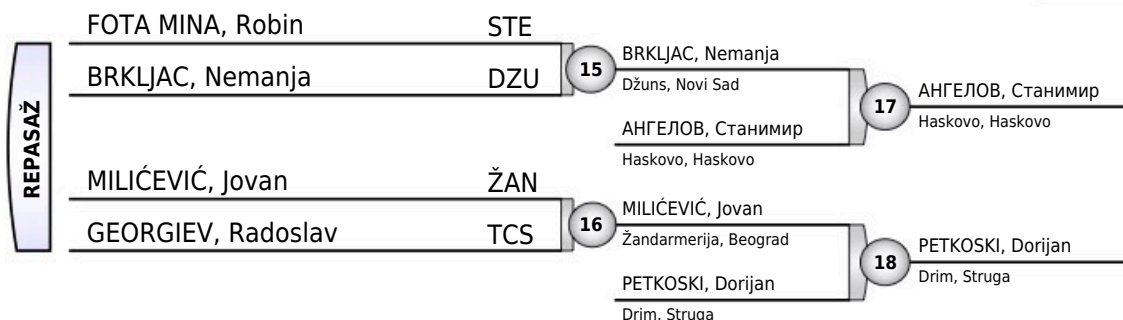 REPASAŽ
FOTA MINA, Robin STE
BRKLJAC, Nemanja DZU
15
BRKLJAC, Nemanja
Džuns, Novi Sad
АНГЕЛОВ, Станимир
Haskovo, Haskovo
17
АНГЕЛОВ, Станимир
Haskovo, Haskovo
MILIĆEVIĆ, Jovan ŽAN
GEORGIEV, Radoslav TCS
16
MILIĆEVIĆ, Jovan
Žandarmerija, Beograd
PETKOSKI, Dorijan
Drim, Struga
18
PETKOSKI, Dorijan
Drim, Struga